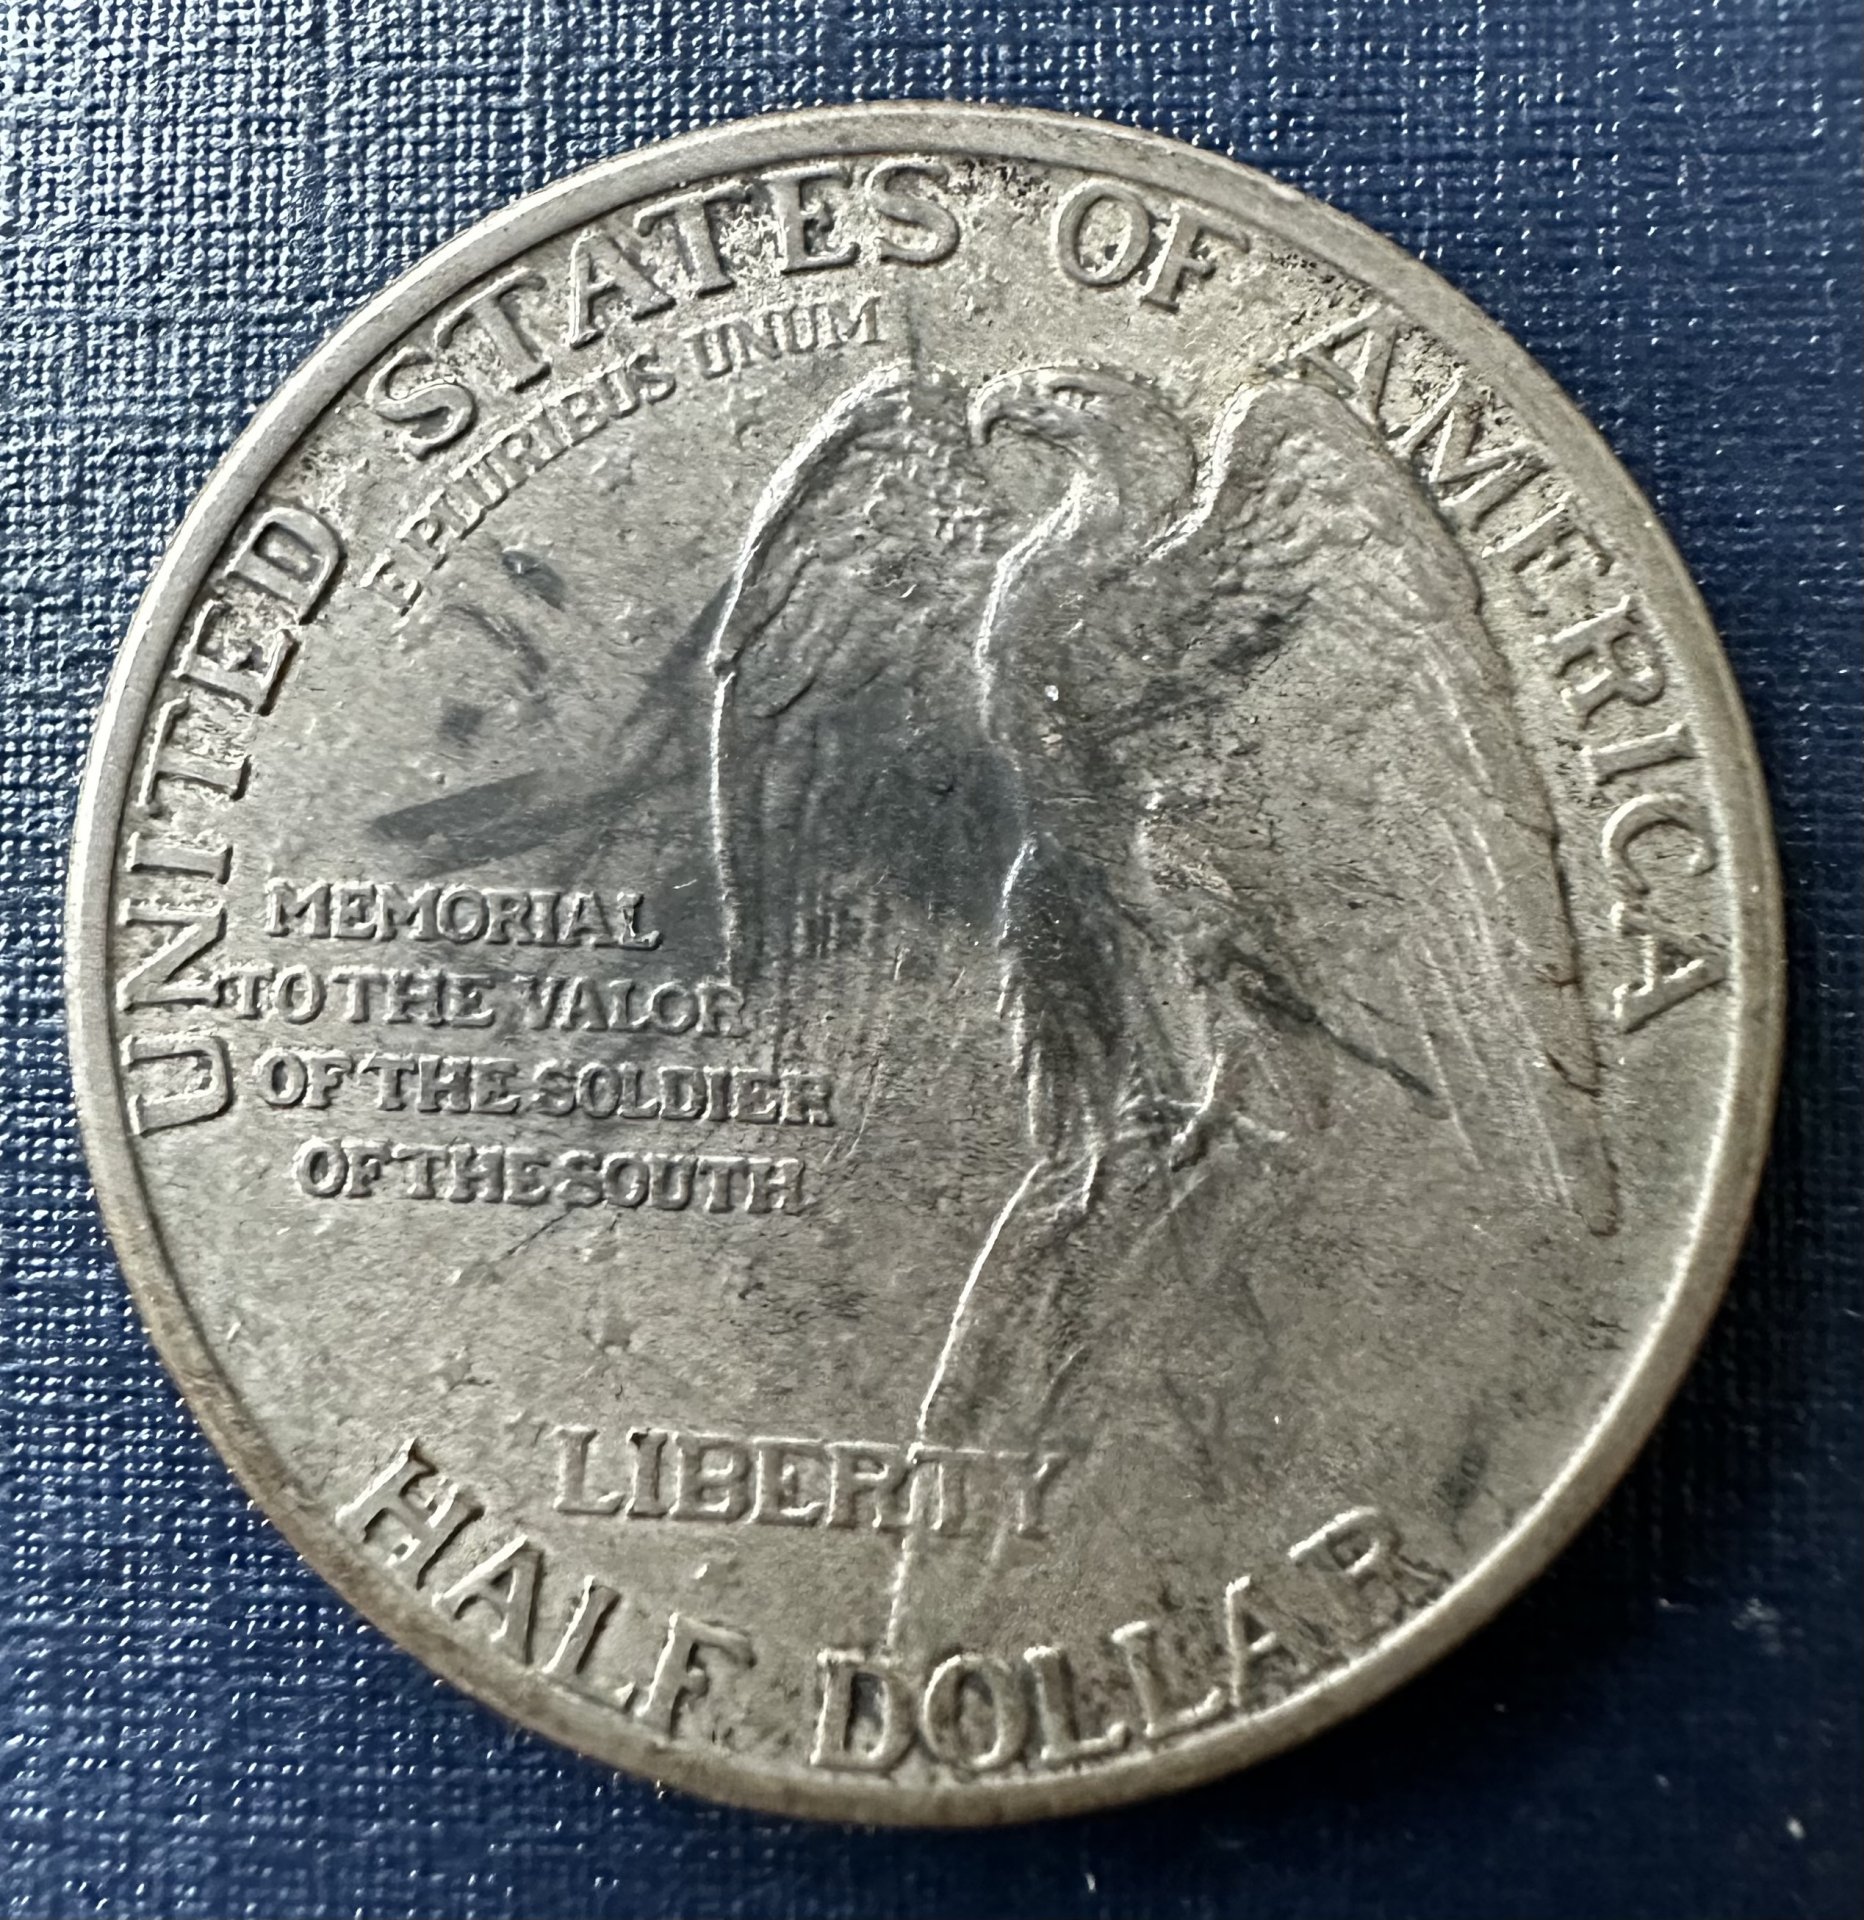 UNITED STATES OF AMERICA
E PLURIBUS UNUM
MEMORIAL
TO THE VALOR
OF THE SOLDIER
OF THE SOUTH
LIBERTY
HALF DOLLAR